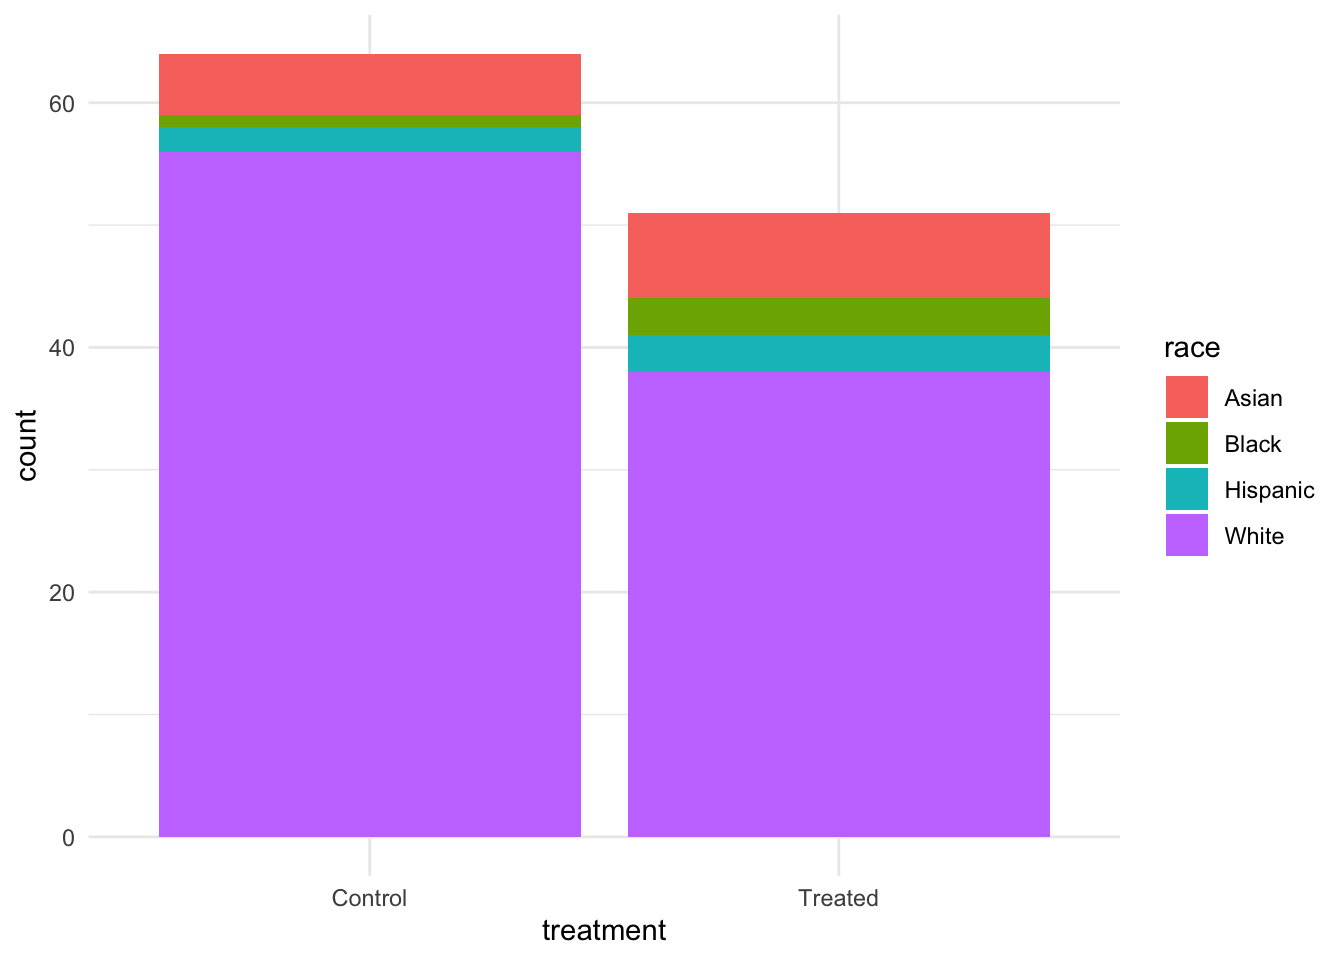 60
40
20
0
count
Control
Treated
treatment
race
Asian
Black
Hispanic
White